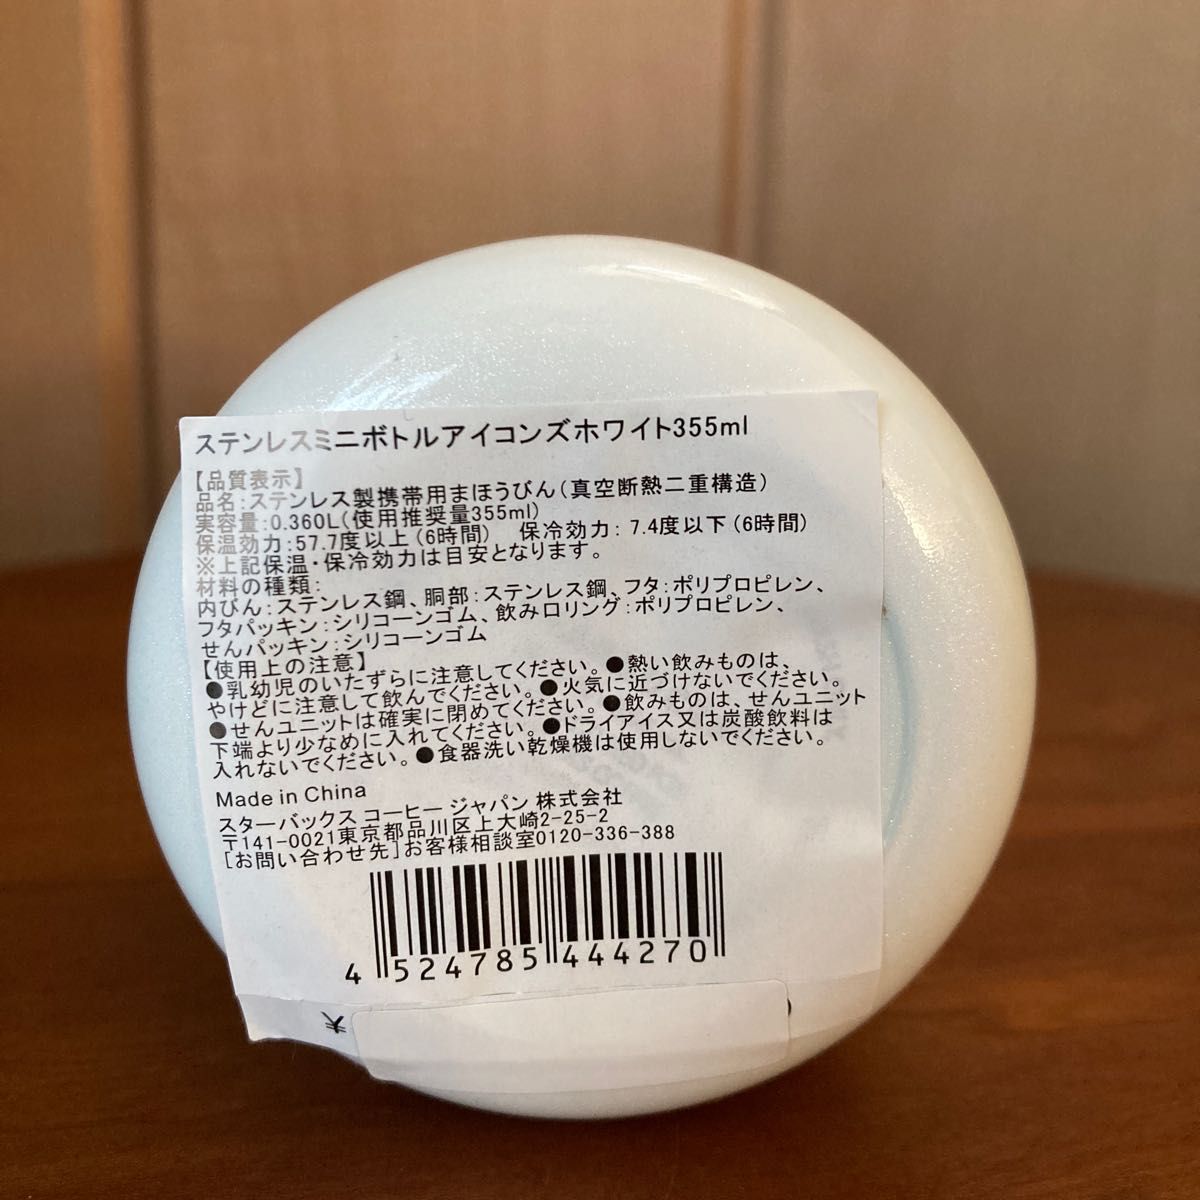 ステンレスミニボトルアイコンズホワイト355ml
【品質表示】
品名:ステンレス製携帯用まほうびん(真空断熱二重構造)
実容量:0.360L(使用推奨量355ml)
保温効力:57.7度以上(6時間) 保冷効力:7.4度以下(6時間)
※上記保温・保冷効力は目安となります。
材料の種類:
内びん:ステンレス鋼、胴部:ステンレス鋼、フタ:ポリプロピレン、
フタパッキン:シリコーンゴム、飲み口リング:ポリプロピレン、
せんパッキン:シリコーンゴム
【使用上の注意】
●乳幼児のいたずらに注意してください。●熱い飲みものは、
やけどに注意して飲んでください。●火気に近づけないでください。
●せんユニットは確実に閉めてください。●飲みものは、せんユニット
下端より少なめに入れてください。●ドライアイス又は炭酸飲料は
入れないでください。●食器洗い乾燥機は使用しないでください。
Made in China
スターバックス コーヒー ジャパン 株式会社
〒141-0021東京都品川区上大崎2-25-2
[お問い合わせ先]お客様相談室0120-336-388
4 524785 444270